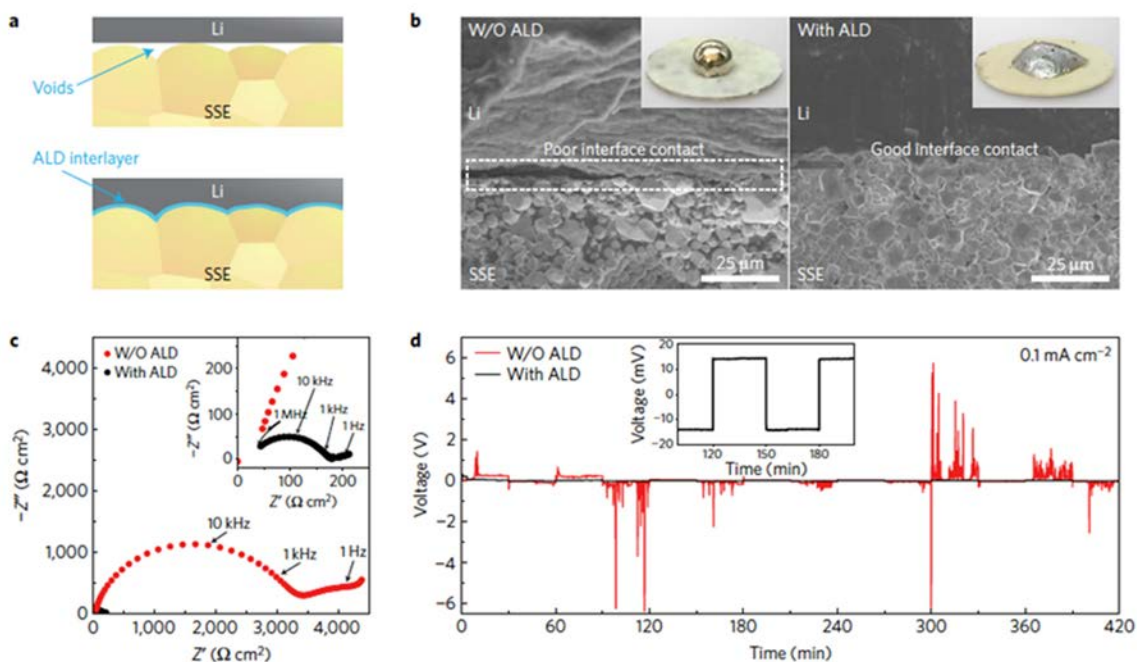 a
Li
Voids
SSE
ALD interlayer
Li
SSE
b
W/O ALD
Li
Poor interface contact
SSE
25 µm
With ALD
Li
Good Interface contact
SSE
25 µm
c
W/O ALD
With ALD
−Z″ (Ω cm²)
4,000
3,000
2,000
1,000
0
0 1,000 2,000 3,000 4,000
Z′ (Ω cm²)
10 kHz
1 kHz
1 Hz
−Z″ (Ω cm²)
200
100
0
0 100 200
Z′ (Ω cm²)
10 kHz
1 MHz
1 kHz
1 Hz
d
W/O ALD
With ALD
0.1 mA cm⁻²
Voltage (V)
6
4
2
0
−2
−4
−6
0 60 120 180 240 300 360 420
Time (min)
Voltage (mV)
20
10
0
−10
−20
120 150 180
Time (min)